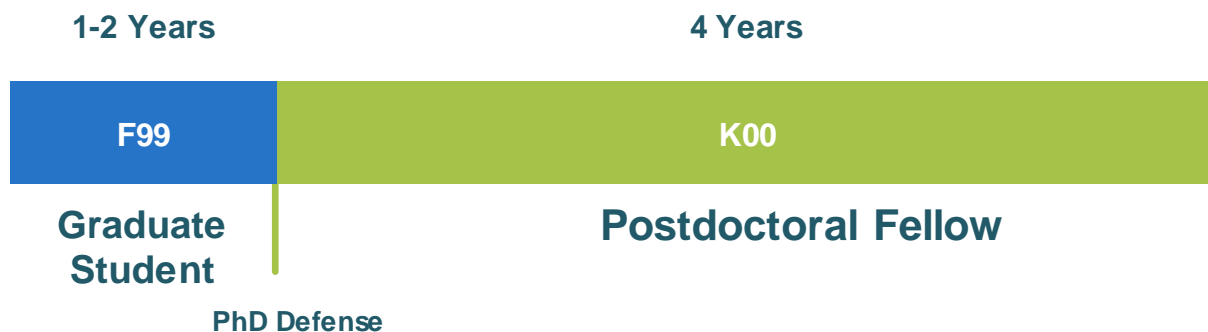 1-2 Years
4 Years
F99
K00
Graduate
Student
Postdoctoral Fellow
PhD Defense